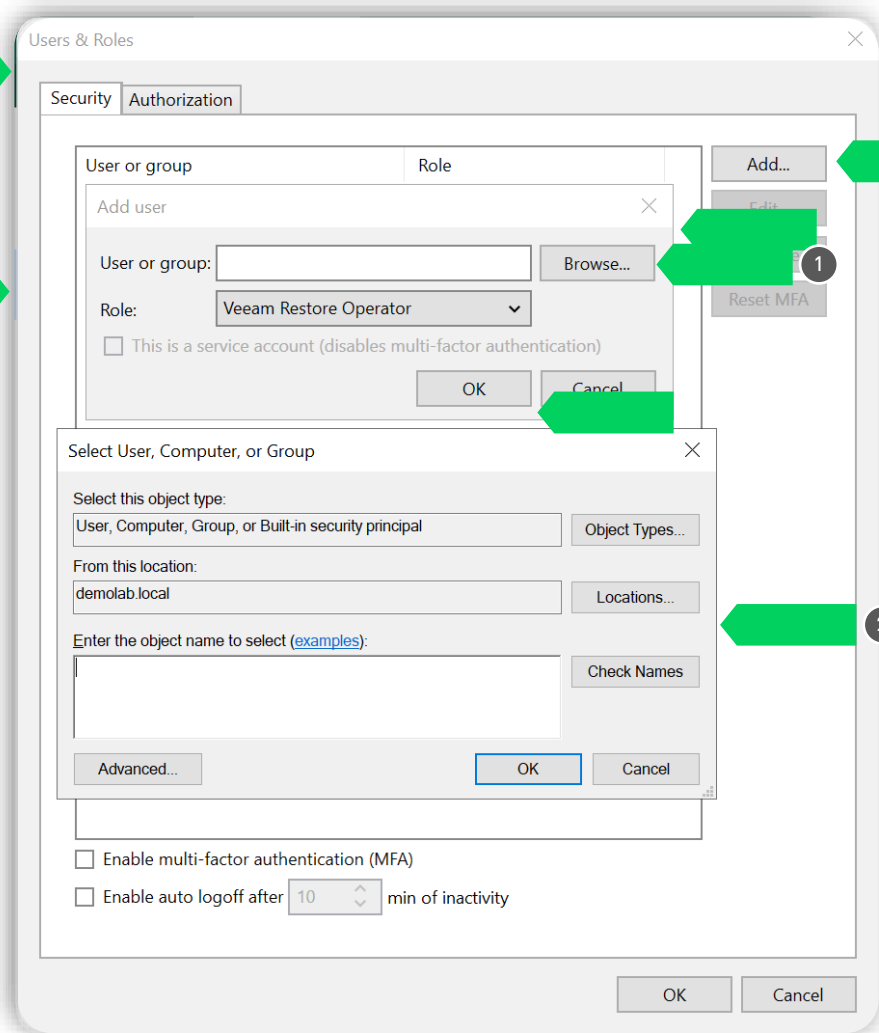 Users & Roles
Security Authorization
User or group Role
Add...
Add user
Edit...
User or group: Browse... 1
Role: Veeam Restore Operator
Reset MFA
This is a service account (disables multi-factor authentication)
OK Cancel
Select User, Computer, or Group
Select this object type:
User, Computer, Group, or Built-in security principal
Object Types...
From this location:
demolab.local
Locations...
Enter the object name to select (examples):
Check Names
Advanced... OK Cancel
Enable multi-factor authentication (MFA)
Enable auto logoff after 10 min of inactivity
OK Cancel